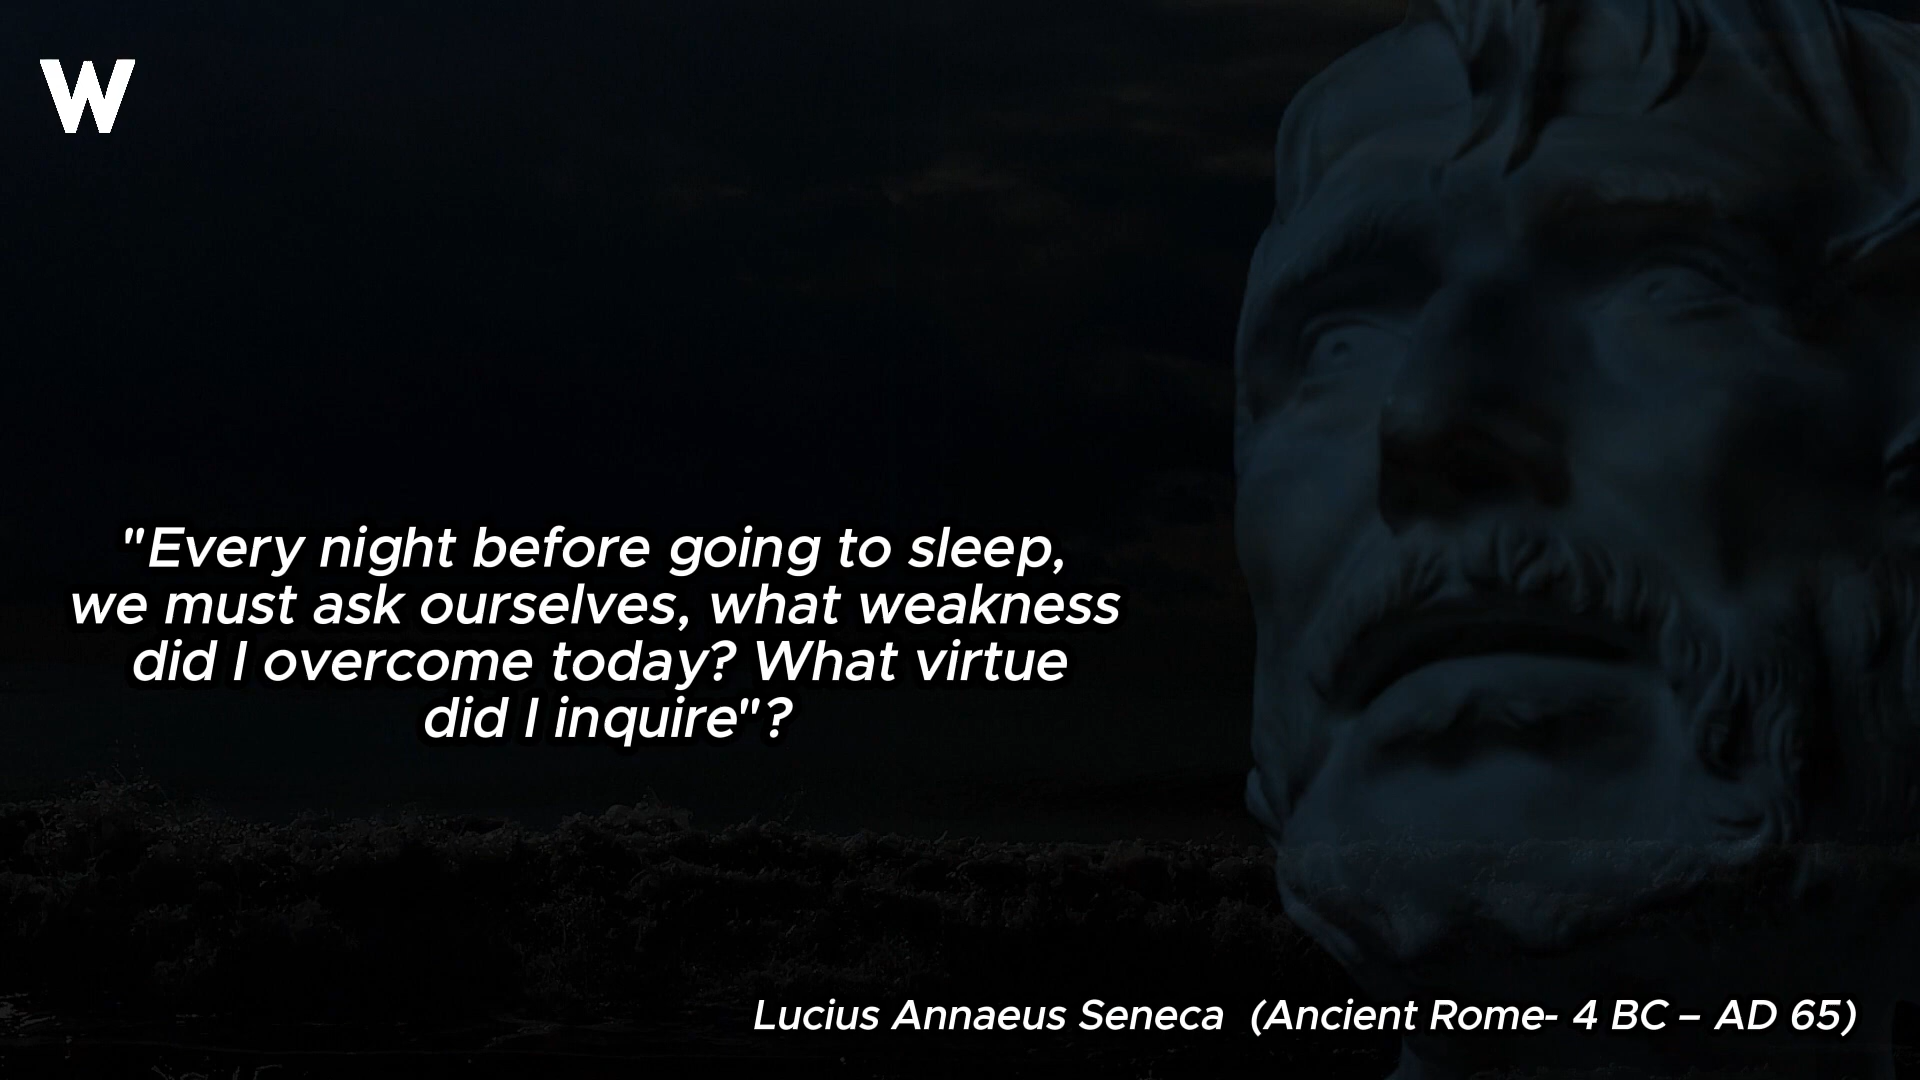 W
"Every night before going to sleep,
we must ask ourselves, what weakness
did I overcome today? What virtue
did I inquire"?
Lucius Annaeus Seneca (Ancient Rome- 4 BC – AD 65)